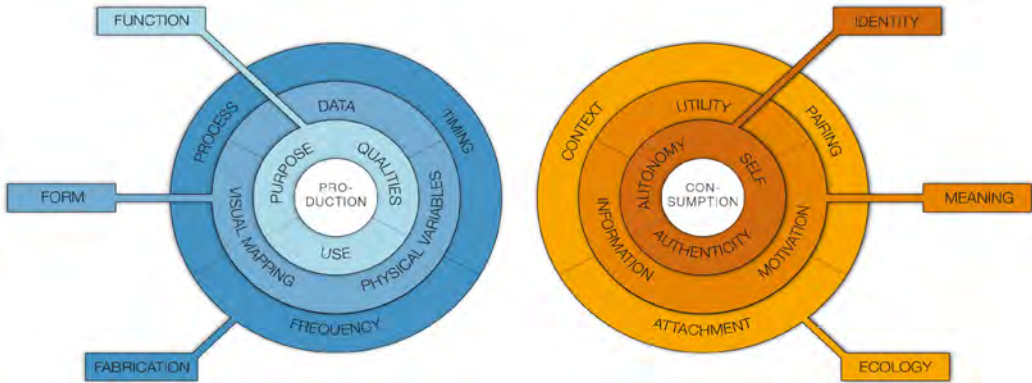 FUNCTION
FORM
FABRICATION
PROCESS
TIMING
FREQUENCY
DATA
VISUAL MAPPING
PHYSICAL VARIABLES
PURPOSE
QUALITIES
USE
PRO-
DUCTION
IDENTITY
MEANING
ECOLOGY
CONTEXT
PAIRING
ATTACHMENT
UTILITY
INFORMATION
MOTIVATION
AUTONOMY
SELF
AUTHENTICITY
CON-
SUMPTION